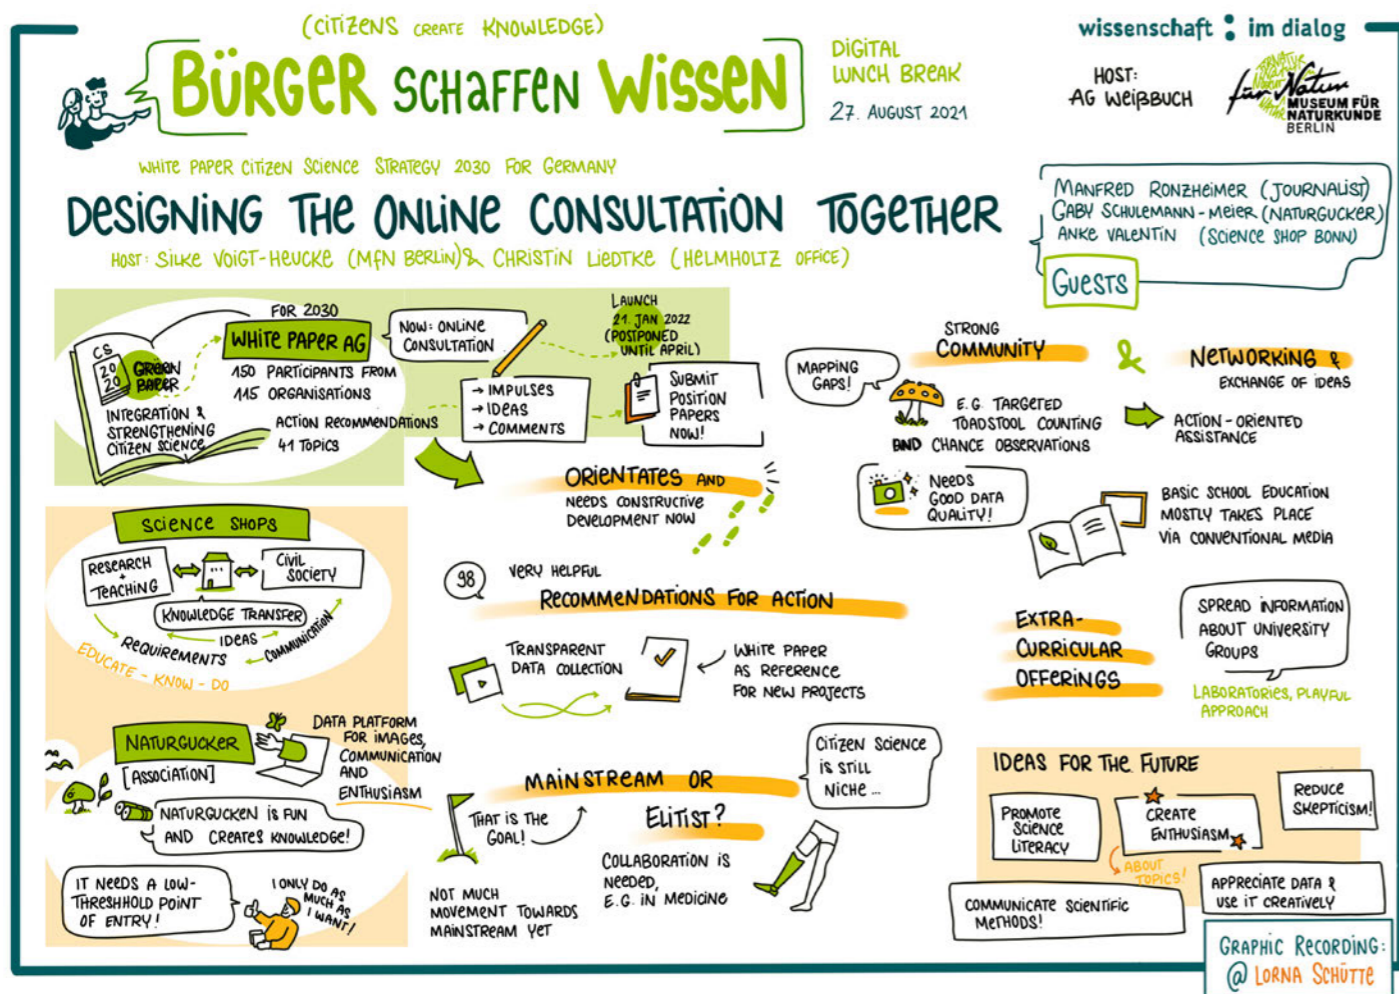 (CITIZENS CREATE KNOWLEDGE)
BÜRGER SCHAFFEN WISSEN
DIGITAL
LUNCH BREAK
27. AUGUST 2021
wissenschaft : im dialog
HOST:
AG WEIẞBUCH
für Natur
MUSEUM FÜR
NATURKUNDE
BERLIN
WHITE PAPER CITIZEN SCIENCE STRATEGY 2030 FOR GERMANY
DESIGNING THE ONLINE CONSULTATION TOGETHER
HOST: SILKE VOIGT-HEUCKE (MFN BERLIN) & CHRISTIN LIEDTKE (HELMHOLTZ OFFICE)
MANFRED RONZHEIMER (JOURNALIST)
GABY SCHULEMANN-MEIER (NATURGUCKER)
ANKE VALENTIN (SCIENCE SHOP BONN)
GUESTS
CS
20
20
GREEN
PAPER
INTEGRATION &
STRENGTHENING
CITIZEN SCIENCE
FOR 2030
WHITE PAPER AG
150 PARTICIPANTS FROM
115 ORGANISATIONS
ACTION RECOMMENDATIONS
41 TOPICS
NOW: ONLINE
CONSULTATION
→ IMPULSES
→ IDEAS
→ COMMENTS
LAUNCH
21. JAN 2022
(POSTPONED
UNTIL APRIL)
SUBMIT
POSITION
PAPERS
NOW!
ORIENTATES AND
NEEDS CONSTRUCTIVE
DEVELOPMENT NOW
STRONG
COMMUNITY
&
NETWORKING &
EXCHANGE OF IDEAS
MAPPING
GAPS!
E.G. TARGETED
TOADSTOOL COUNTING
AND CHANCE OBSERVATIONS
ACTION-ORIENTED
ASSISTANCE
NEEDS
GOOD DATA
QUALITY!
BASIC SCHOOL EDUCATION
MOSTLY TAKES PLACE
VIA CONVENTIONAL MEDIA
SCIENCE SHOPS
RESEARCH
+
TEACHING
CIVIL
SOCIETY
KNOWLEDGE TRANSFER
IDEAS
REQUIREMENTS
COMMUNICATION
EDUCATE - KNOW - DO
98
VERY HELPFUL
RECOMMENDATIONS FOR ACTION
TRANSPARENT
DATA COLLECTION
WHITE PAPER
AS REFERENCE
FOR NEW PROJECTS
EXTRA-
CURRICULAR
OFFERINGS
SPREAD INFORMATION
ABOUT UNIVERSITY
GROUPS
LABORATORIES, PLAYFUL
APPROACH
NATURGUCKER
[ASSOCIATION]
DATA PLATFORM
FOR IMAGES,
COMMUNICATION
AND
ENTHUSIASM
NATURGUCKEN IS FUN
AND CREATES KNOWLEDGE!
IT NEEDS A LOW-
THRESHHOLD POINT
OF ENTRY!
I ONLY DO AS
MUCH AS
I WANT!
MAINSTREAM OR
ELITIST?
THAT IS THE
GOAL!
NOT MUCH
MOVEMENT TOWARDS
MAINSTREAM YET
COLLABORATION IS
NEEDED,
E.G. IN MEDICINE
CITIZEN SCIENCE
IS STILL
NICHE...
IDEAS FOR THE FUTURE
PROMOTE
SCIENCE
LITERACY
CREATE
ENTHUSIASM
ABOUT
TOPICS!
REDUCE
SKEPTICISM!
COMMUNICATE SCIENTIFIC
METHODS!
APPRECIATE DATA &
USE IT CREATIVELY
GRAPHIC RECORDING:
@ LORNA SCHÜTTE